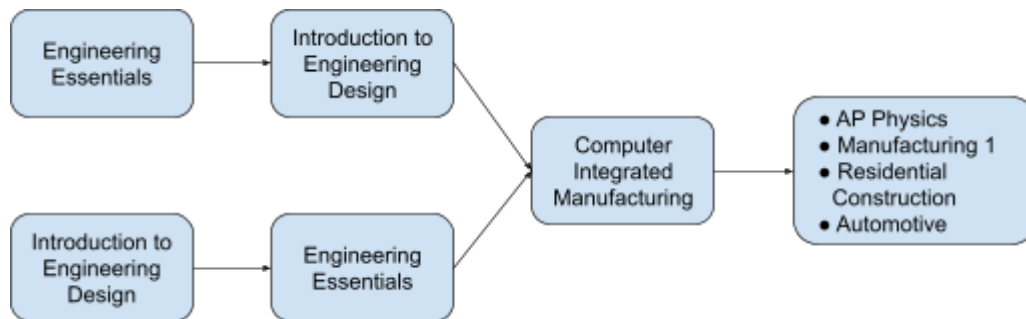 Engineering
Essentials
Introduction to
Engineering
Design
Introduction to
Engineering
Design
Engineering
Essentials
Computer
Integrated
Manufacturing
● AP Physics
● Manufacturing 1
● Residential
Construction
● Automotive